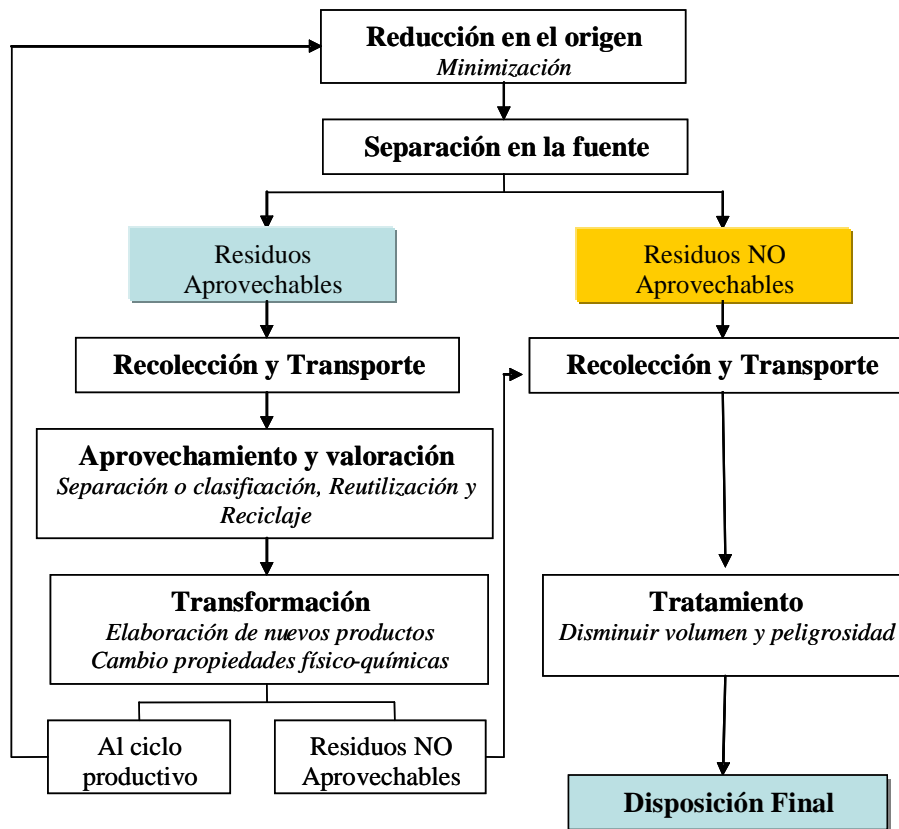 Reducción en el origen
Minimización
Separación en la fuente
Residuos
Aprovechables
Residuos NO
Aprovechables
Recolección y Transporte
Recolección y Transporte
Aprovechamiento y valoración
Separación o clasificación, Reutilización y
Reciclaje
Transformación
Elaboración de nuevos productos
Cambio propiedades físico-químicas
Tratamiento
Disminuir volumen y peligrosidad
Al ciclo
productivo
Residuos NO
Aprovechables
Disposición Final